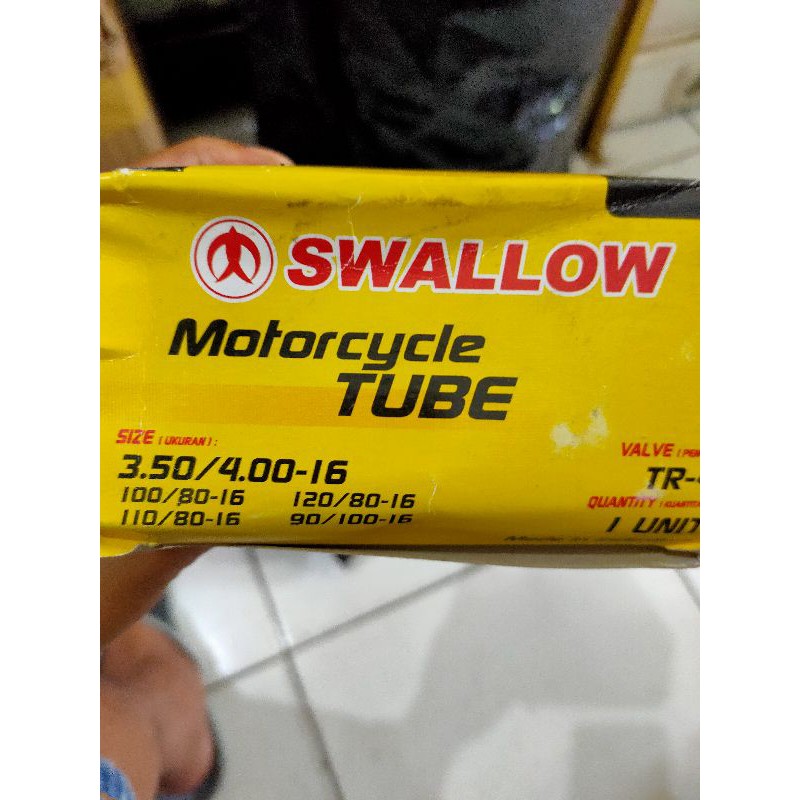 SWALLOW
Motorcycle
TUBE
SIZE (UKURAN):
3.50/4.00-16
100/80-16 120/80-16
110/80-16 90/100-16
VALVE
TR-
QUANTITY
1 UNIT